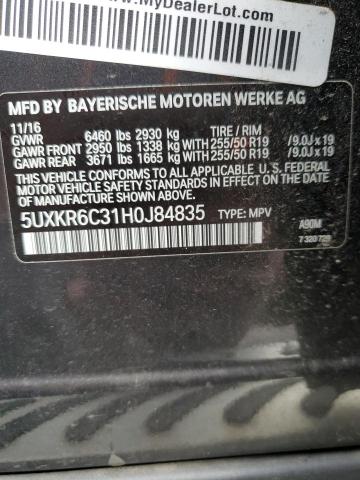 www.MyDealerLot.com
MFD BY BAYERISCHE MOTOREN WERKE AG
11/16
GVWR 6460 lbs 2930 kg TIRE / RIM
GAWR FRONT 2950 lbs 1338 kg WITH 255/50 R19 /9.0J x 19
GAWR REAR 3671 lbs 1665 kg WITH 255/50 R19 /9.0J x 19
THIS VEHICLE CONFORMS TO ALL APPLICABLE U.S. FEDERAL
MOTOR VEHICLE SAFETY STANDARDS IN EFFECT
ON THE DATE OF MANUFACTURE SHOWN ABOVE.
5UXKR6C31H0J84835 TYPE: MPV
A90M